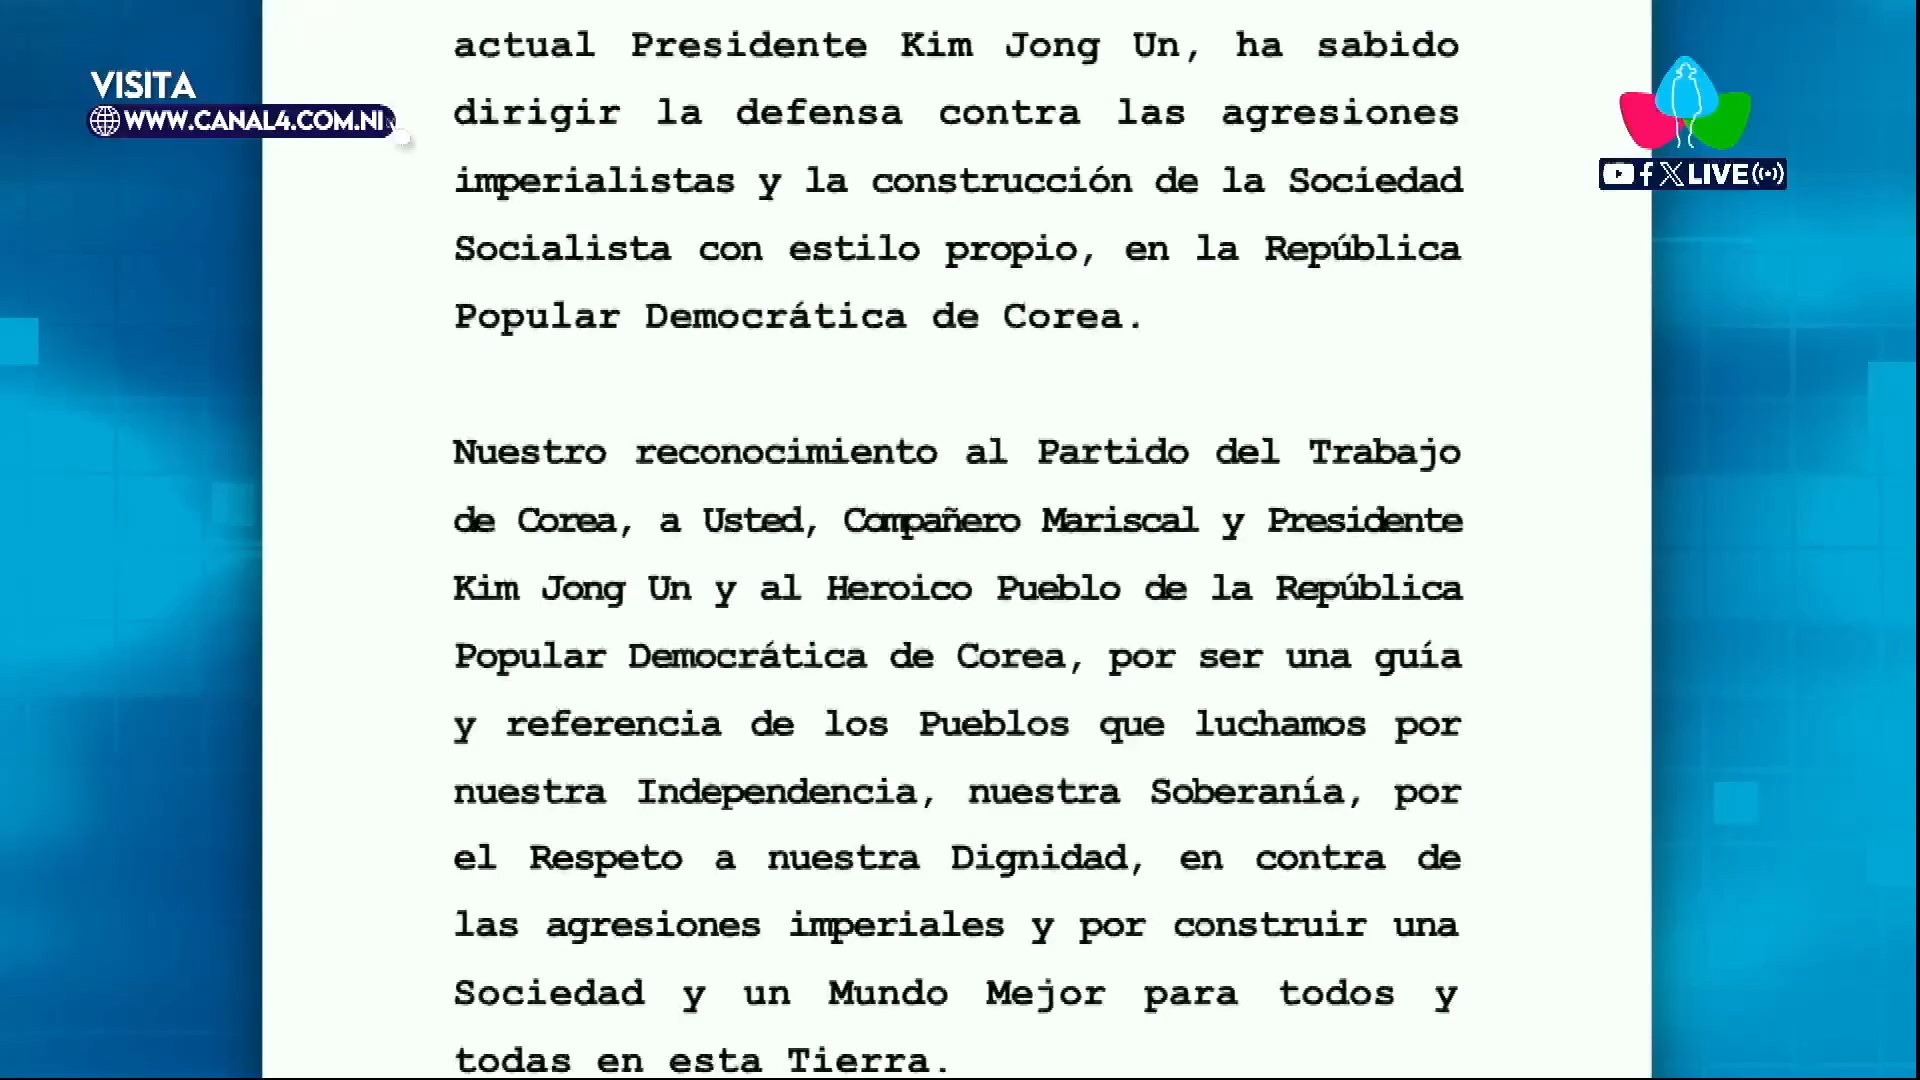 VISITA
WWW.CANAL4.COM.NI
LIVE
actual Presidente Kim Jong Un, ha sabido
dirigir la defensa contra las agresiones
imperialistas y la construcción de la Sociedad
Socialista con estilo propio, en la República
Popular Democrática de Corea.
Nuestro reconocimiento al Partido del Trabajo
de Corea, a Usted, Compañero Mariscal y Presidente
Kim Jong Un y al Heroico Pueblo de la República
Popular Democrática de Corea, por ser una guía
y referencia de los Pueblos que luchamos por
nuestra Independencia, nuestra Soberanía, por
el Respeto a nuestra Dignidad, en contra de
las agresiones imperiales y por construir una
Sociedad y un Mundo Mejor para todos y
todas en esta Tierra.